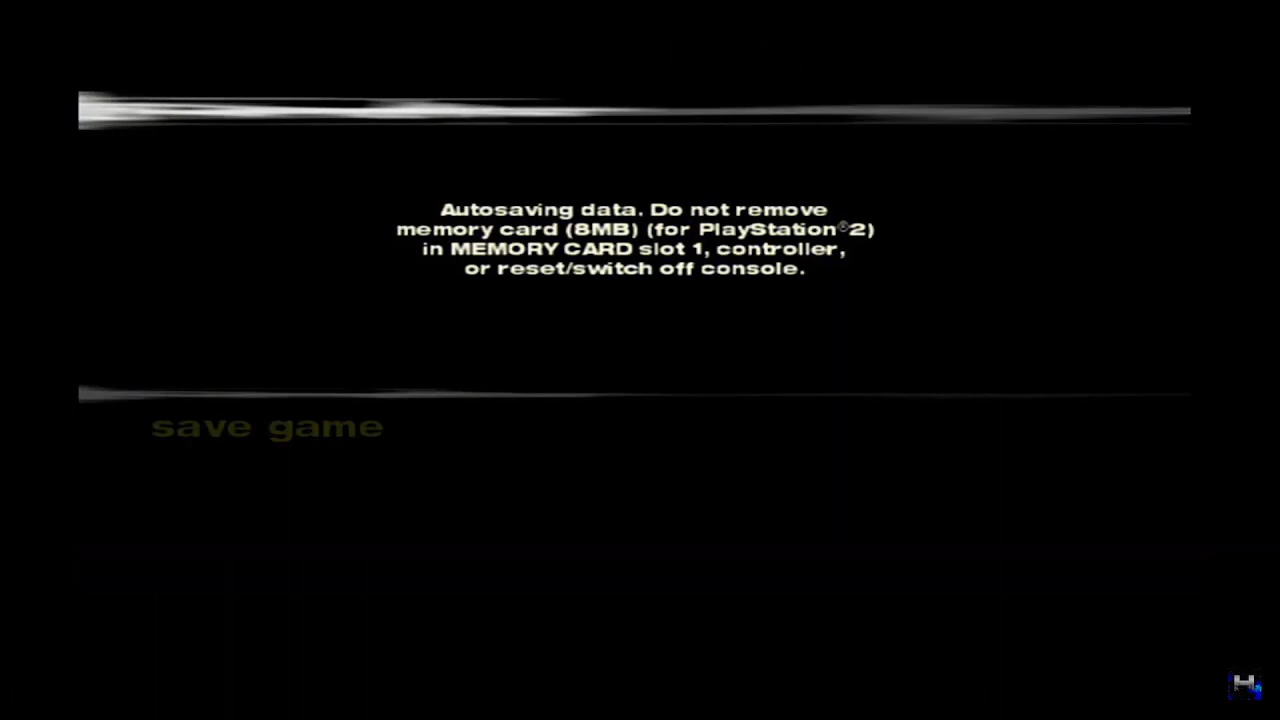 Autosaving data. Do not remove
memory card (8MB) (for PlayStation®2)
in MEMORY CARD slot 1, controller,
or reset/switch off console.
save game
H